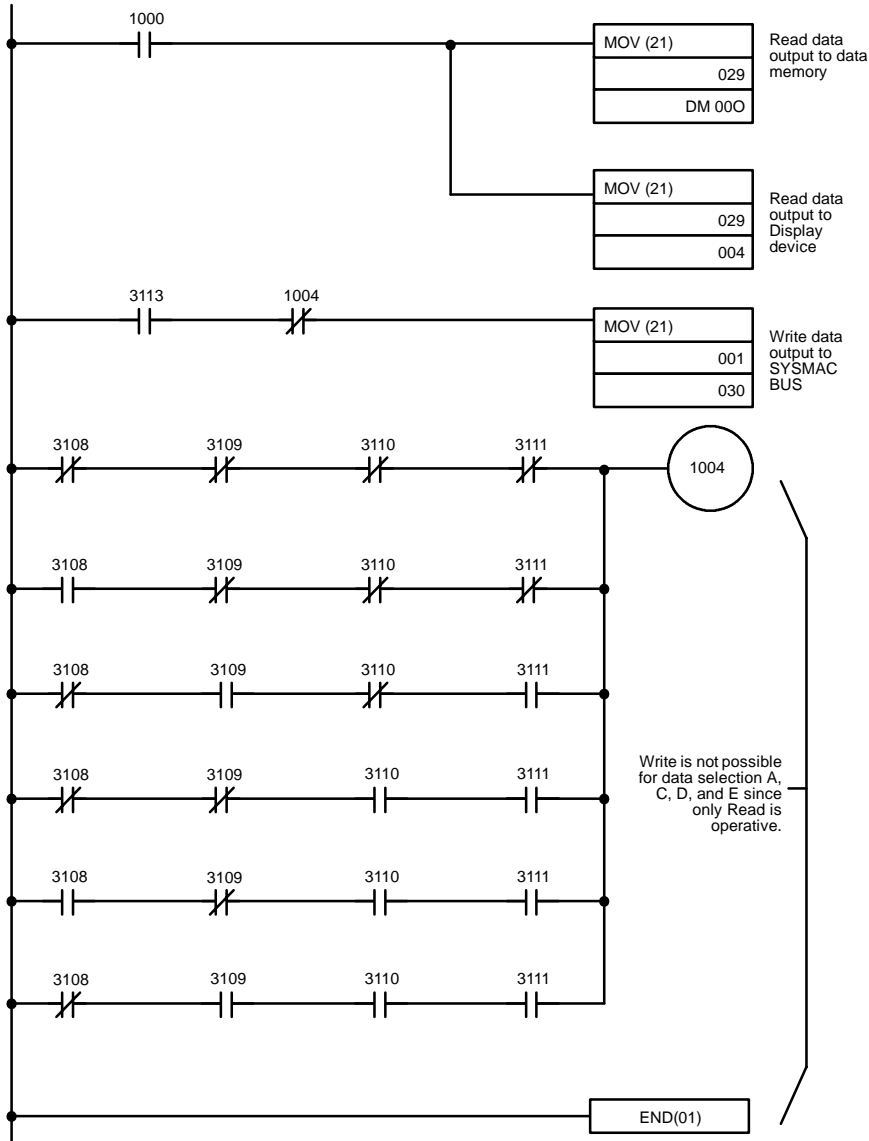 1000
MOV (21)
029
DM 00O
Read data
output to data
memory
MOV (21)
029
004
Read data
output to
Display
device
3113 1004
MOV (21)
001
030
Write data
output to
SYSMAC
BUS
3108 3109 3110 3111
1004
3108 3109 3110 3111
3108 3109 3110 3111
3108 3109 3110 3111
3108 3109 3110 3111
3108 3109 3110 3111
Write is not possible
for data selection A,
C, D, and E since
only Read is
operative.
END(01)